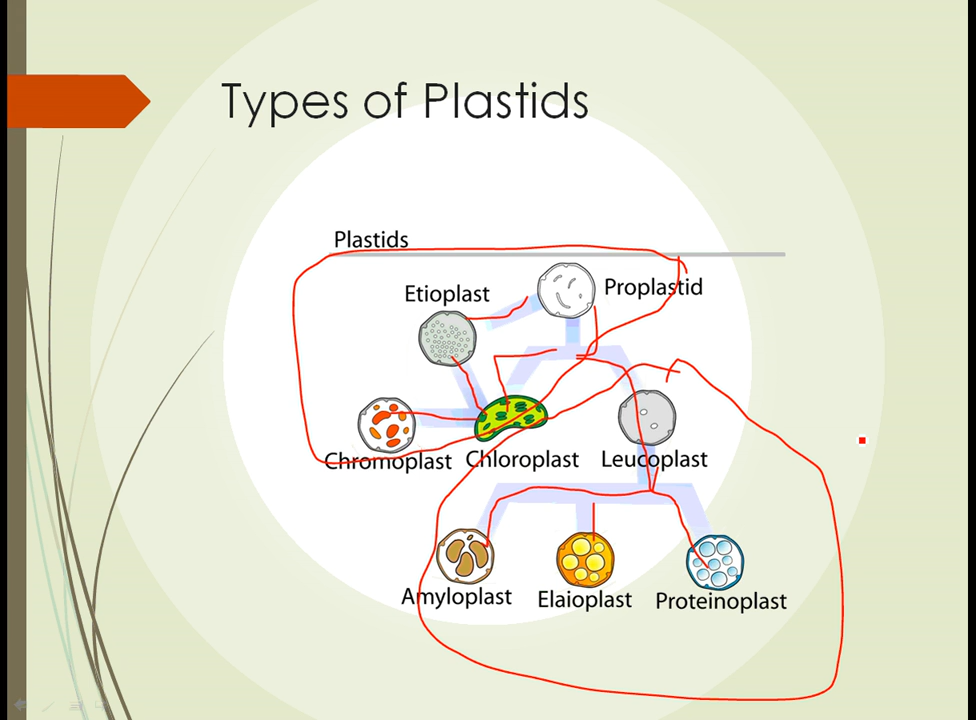 Types of Plastids
Plastids
Etioplast
Proplastid
Chromoplast
Chloroplast
Leucoplast
Amyloplast
Elaioplast
Proteinoplast